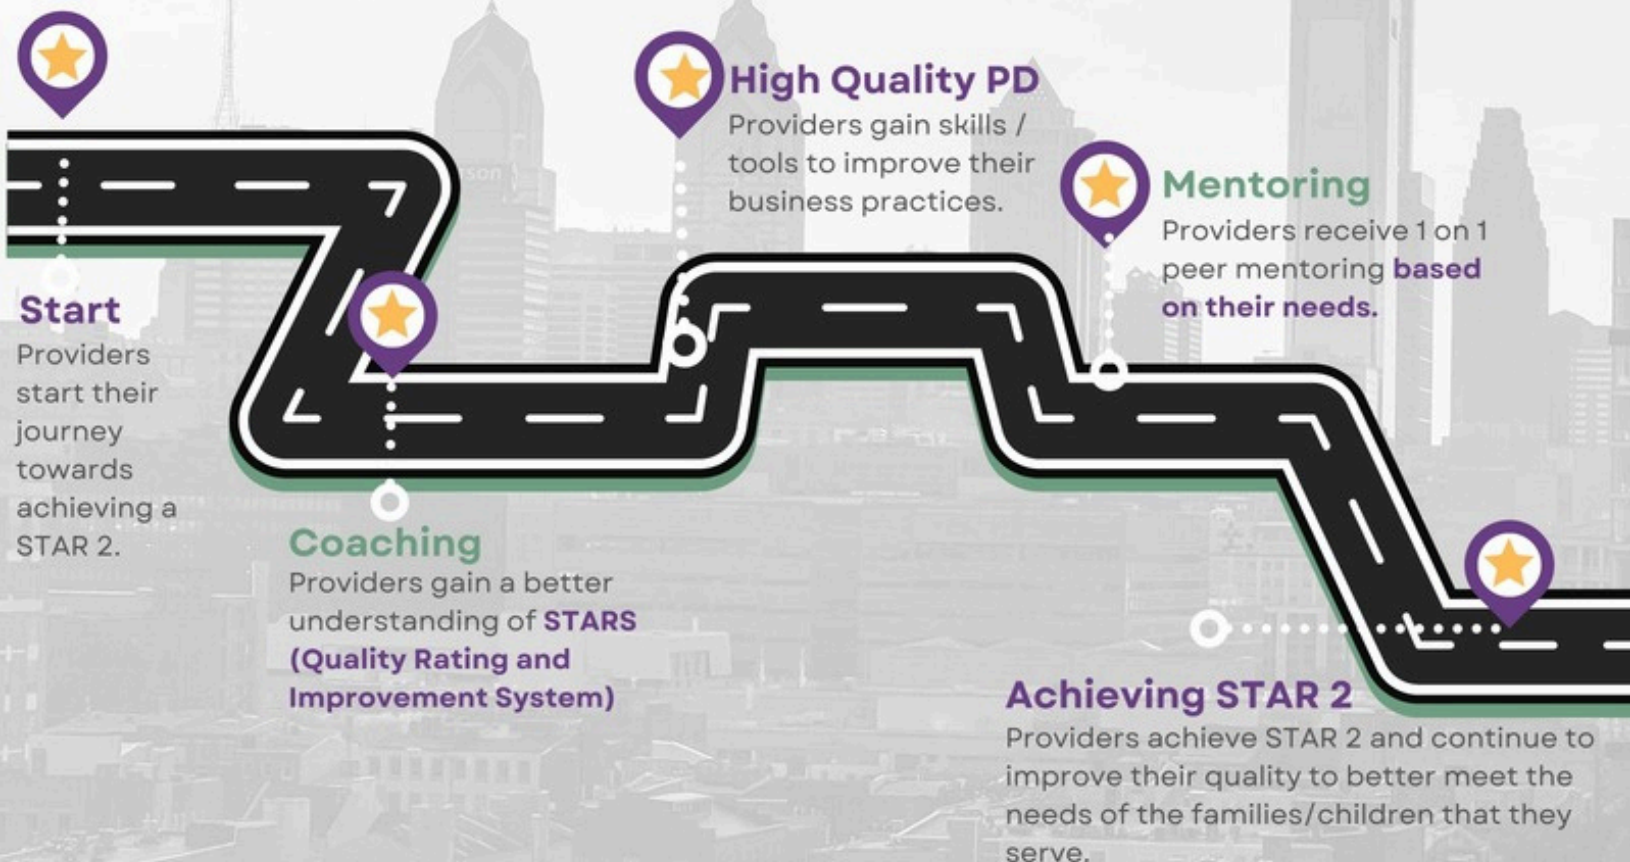 Start
Providers
start their
journey
towards
achieving a
STAR 2.
Coaching
Providers gain a better
understanding of STARS
(Quality Rating and
Improvement System)
High Quality PD
Providers gain skills /
tools to improve their
business practices.
Mentoring
Providers receive 1 on 1
peer mentoring based
on their needs.
Achieving STAR 2
Providers achieve STAR 2 and continue to
improve their quality to better meet the
needs of the families/children that they
serve.